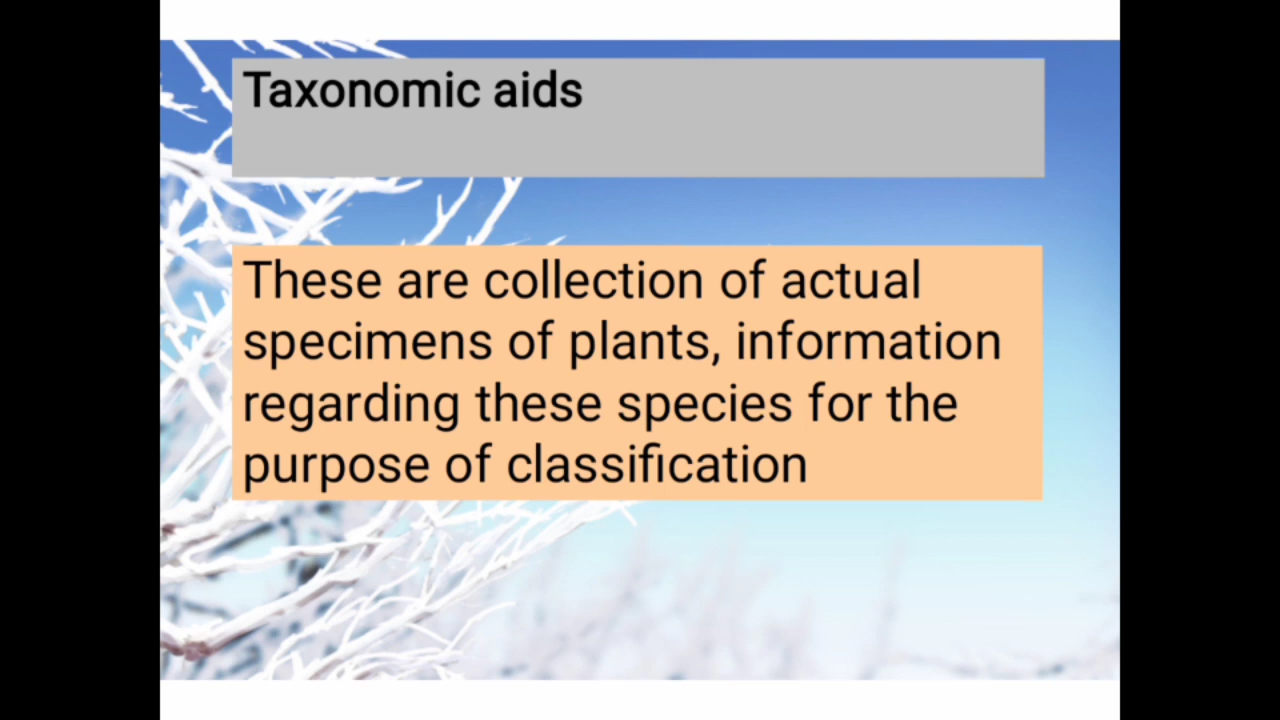 Taxonomic aids
These are collection of actual
specimens of plants, information
regarding these species for the
purpose of classification